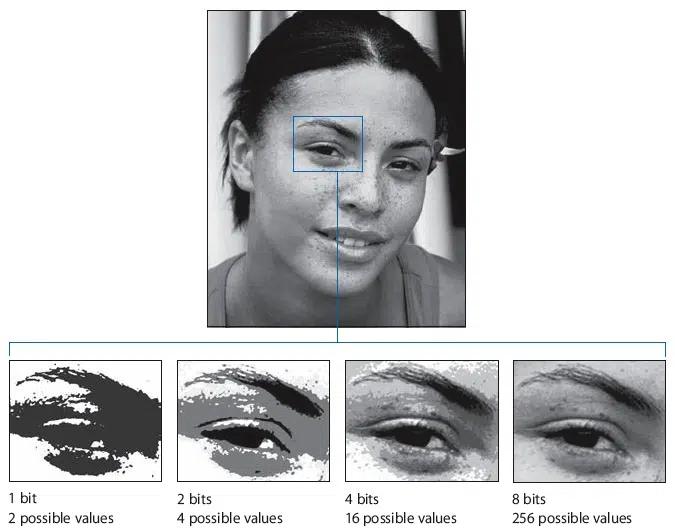 1 bit
2 possible values
2 bits
4 possible values
4 bits
16 possible values
8 bits
256 possible values